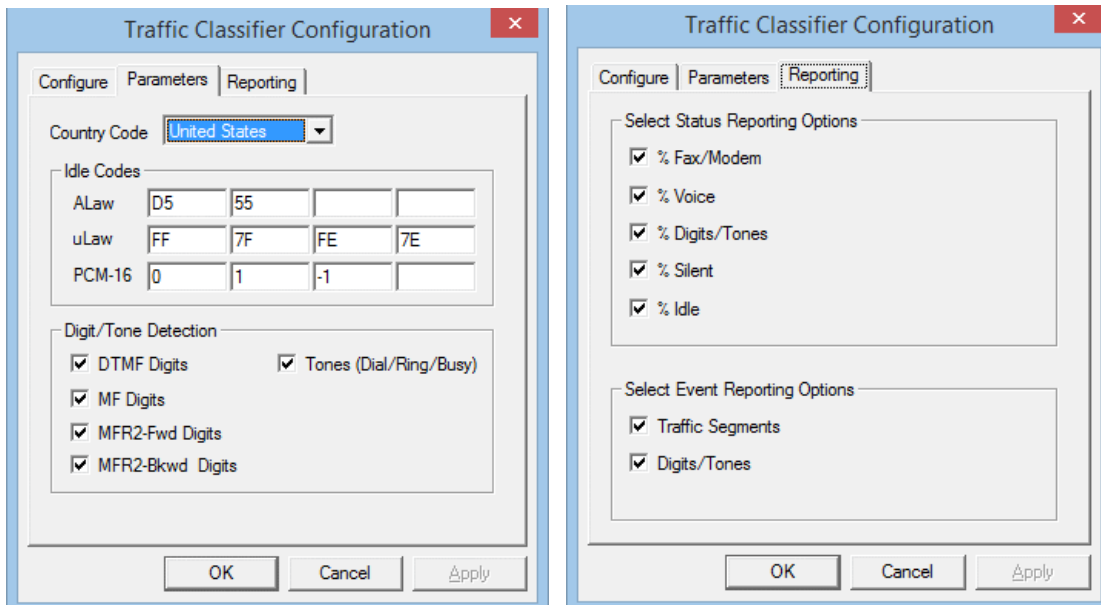 Traffic Classifier Configuration
Configure Parameters Reporting
Country Code United States
Idle Codes
ALaw D5 55
uLaw FF 7F FE 7E
PCM-16 0 1 -1
Digit/Tone Detection
DTMF Digits Tones (Dial/Ring/Busy)
MF Digits
MFR2-Fwd Digits
MFR2-Bkwd Digits
OK Cancel Apply
Traffic Classifier Configuration
Configure Parameters Reporting
Select Status Reporting Options
% Fax/Modem
% Voice
% Digits/Tones
% Silent
% Idle
Select Event Reporting Options
Traffic Segments
Digits/Tones
OK Cancel Apply